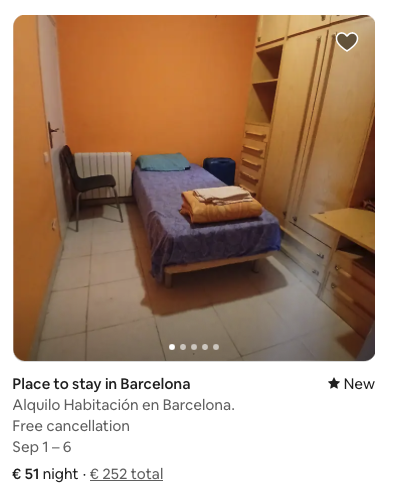 Place to stay in Barcelona
★ New
Alquilo Habitación en Barcelona.
Free cancellation
Sep 1 – 6
€ 51 night · € 252 total